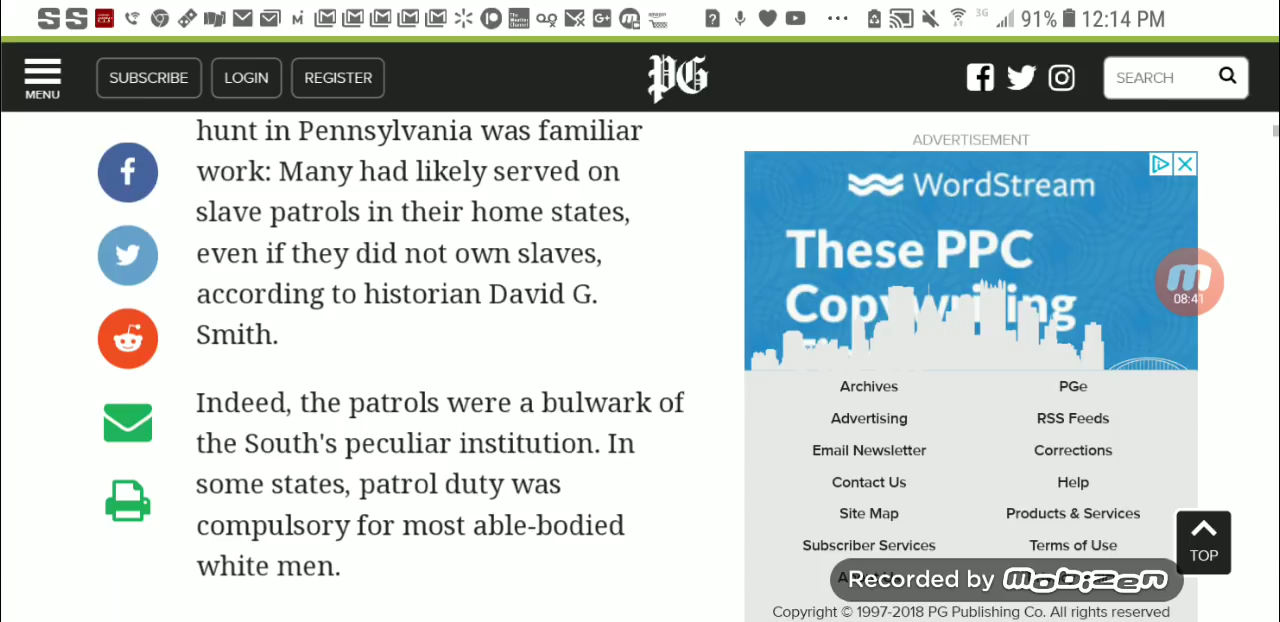 3G 91% 12:14 PM
MENU
SUBSCRIBE LOGIN REGISTER
PG
SEARCH
hunt in Pennsylvania was familiar
work: Many had likely served on
slave patrols in their home states,
even if they did not own slaves,
according to historian David G.
Smith.
Indeed, the patrols were a bulwark of
the South's peculiar institution. In
some states, patrol duty was
compulsory for most able-bodied
white men.
ADVERTISEMENT
WordStream
These PPC
Copywriting
08:41
Archives PGe
Advertising RSS Feeds
Email Newsletter Corrections
Contact Us Help
Site Map Products & Services
Subscriber Services Terms of Use
TOP
Recorded by mobizen
Copyright © 1997-2018 PG Publishing Co. All rights reserved